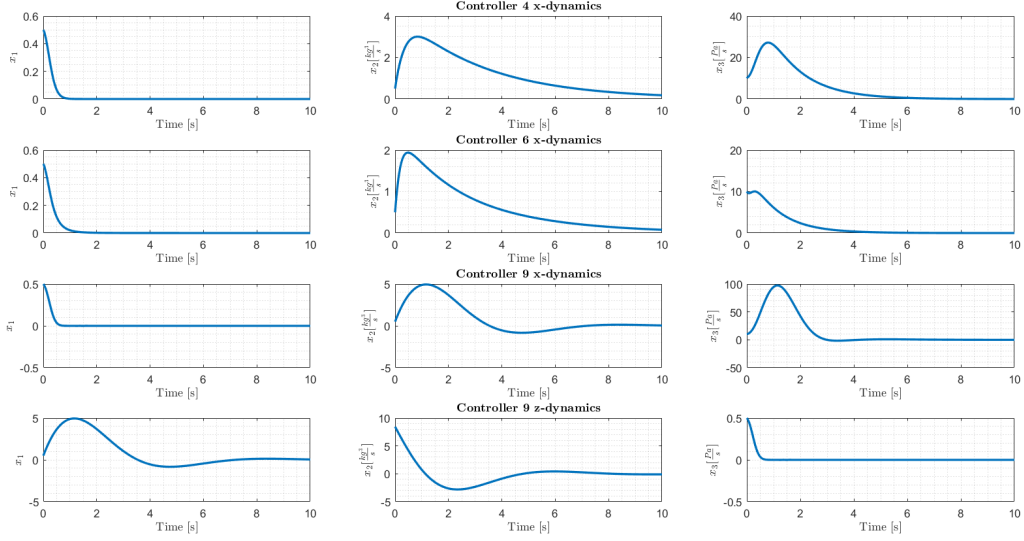 Controller 4 x-dynamics
0.6
0.4
0.2
0
x₁
0 2 4 6 8 10
Time [s]
4
2
0
x₂[kg³/s]
0 2 4 6 8 10
Time [s]
40
20
0
x₃[Pa/s]
0 2 4 6 8 10
Time [s]
Controller 6 x-dynamics
0.6
0.4
0.2
0
x₁
0 2 4 6 8 10
Time [s]
2
1
0
x₂[kg³/s]
0 2 4 6 8 10
Time [s]
20
10
0
x₃[Pa/s]
0 2 4 6 8 10
Time [s]
Controller 9 x-dynamics
0.5
0
-0.5
x₁
0 2 4 6 8 10
Time [s]
5
0
-5
x₂[kg³/s]
0 2 4 6 8 10
Time [s]
100
50
0
-50
x₃[Pa/s]
0 2 4 6 8 10
Time [s]
Controller 9 z-dynamics
5
0
-5
x₁
0 2 4 6 8 10
Time [s]
10
5
0
-5
x₂[kg³/s]
0 2 4 6 8 10
Time [s]
0.5
0
-0.5
x₃[Pa/s]
0 2 4 6 8 10
Time [s]